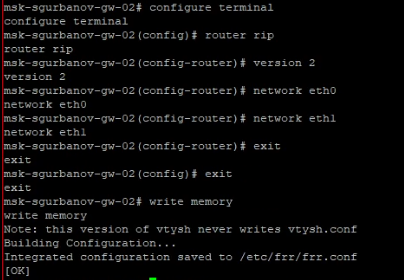 msk-sgurbanov-gw-02# configure terminal
configure terminal
msk-sgurbanov-gw-02(config)# router rip
router rip
msk-sgurbanov-gw-02(config-router)# version 2
version 2
msk-sgurbanov-gw-02(config-router)# network eth0
network eth0
msk-sgurbanov-gw-02(config-router)# network eth1
network eth1
msk-sgurbanov-gw-02(config-router)# exit
exit
msk-sgurbanov-gw-02(config)# exit
exit
msk-sgurbanov-gw-02# write memory
write memory
Note: this version of vtysh never writes vtysh.conf
Building Configuration...
Integrated configuration saved to /etc/frr/frr.conf
[OK]